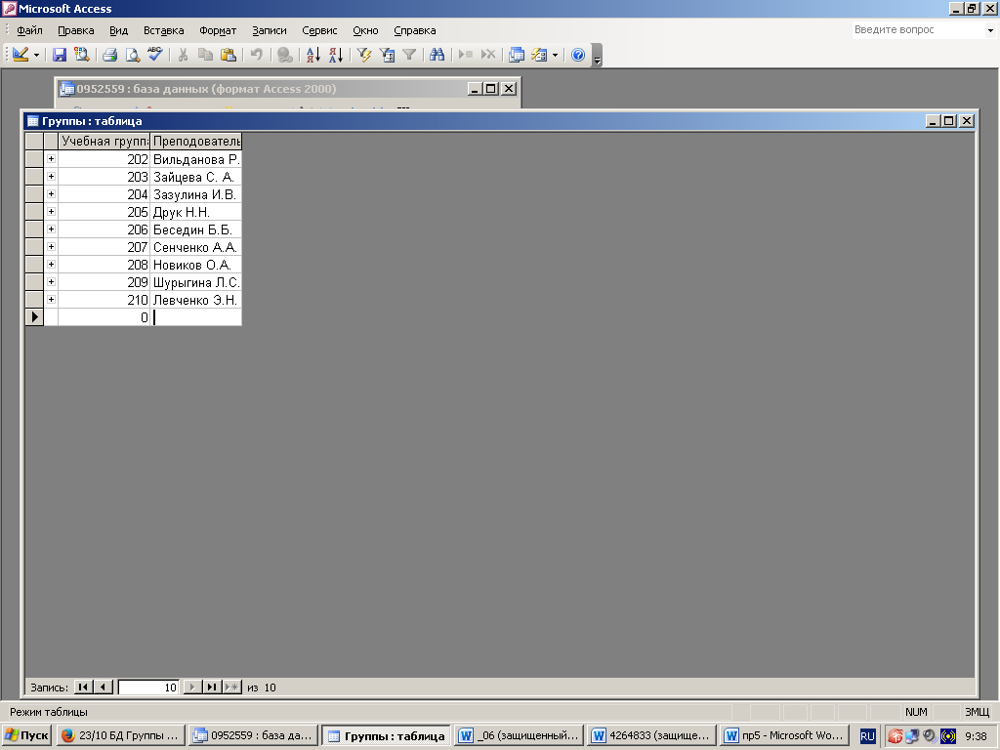 Microsoft Access
Файл Правка Вид Вставка Формат Записи Сервис Окно Справка Введите вопрос
0952559 : база данных (формат Access 2000)
Группы : таблица
Учебная групп Преподователь
202 Вильданова Р.
203 Зайцева С. А.
204 Зазулина И.В.
205 Друк Н.Н.
206 Беседин Б.Б.
207 Сенченко А.А.
208 Новиков О.А.
209 Шурыгина Л.С.
210 Левченко Э.Н.
0
Запись: 10 из 10
Режим таблицы NUM ЗМЩ
Пуск 23/10 БД Группы ... 0952559 : база да... Группы : таблица _06 (защищенный... 4264833 (защище... пр5 - Microsoft Wo... RU 9:38